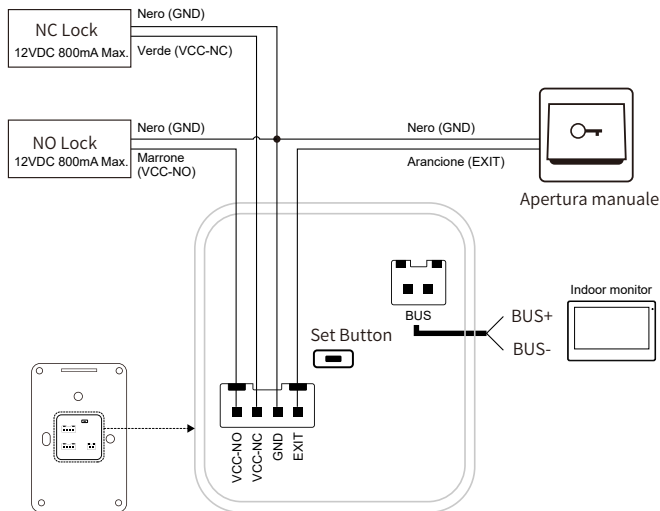 NC Lock
12VDC 800mA Max.
Nero (GND)
Verde (VCC-NC)
NO Lock
12VDC 800mA Max.
Nero (GND)
Marrone
(VCC-NO)
Nero (GND)
Arancione (EXIT)
Apertura manuale
BUS
Set Button
BUS+
BUS-
Indoor monitor
VCC-NO
VCC-NC
GND
EXIT